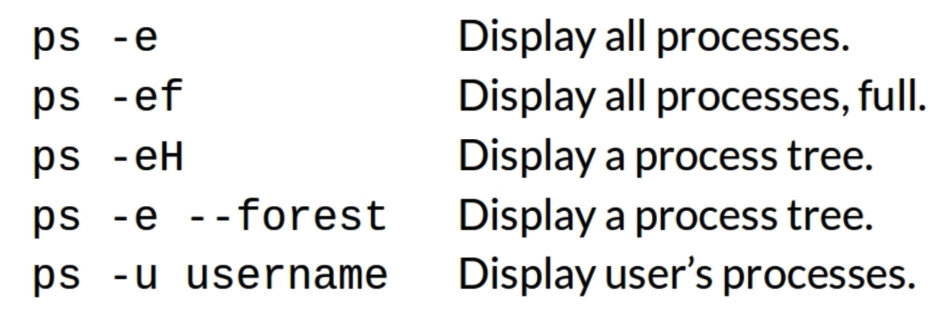 ps -e Display all processes.
ps -ef Display all processes, full.
ps -eH Display a process tree.
ps -e --forest Display a process tree.
ps -u username Display user’s processes.